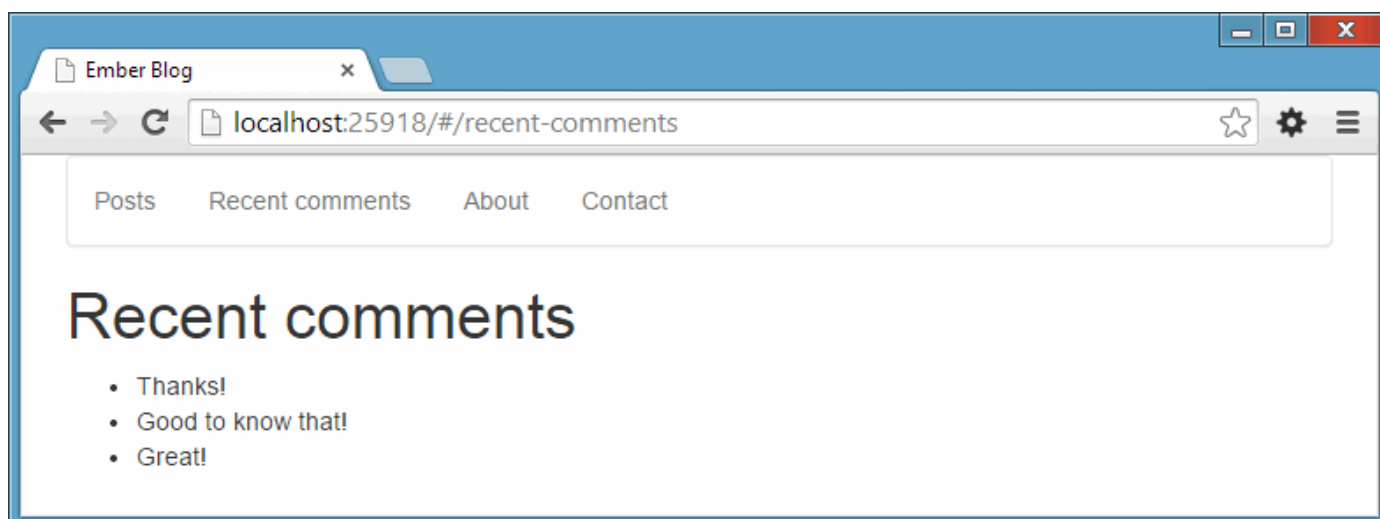 Ember Blog
localhost:25918/#/recent-comments
Posts Recent comments About Contact
Recent comments
Thanks!
Good to know that!
Great!